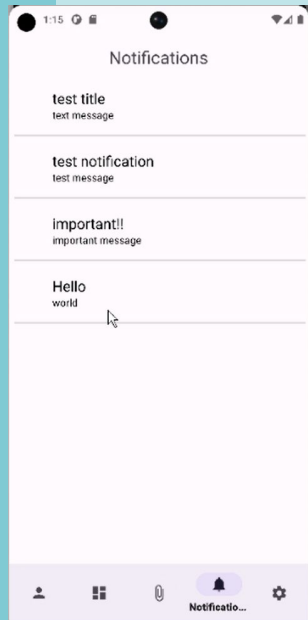 1:15
Notifications
test title
text message
test notification
test message
important!!
important message
Hello
world
Notificatio...